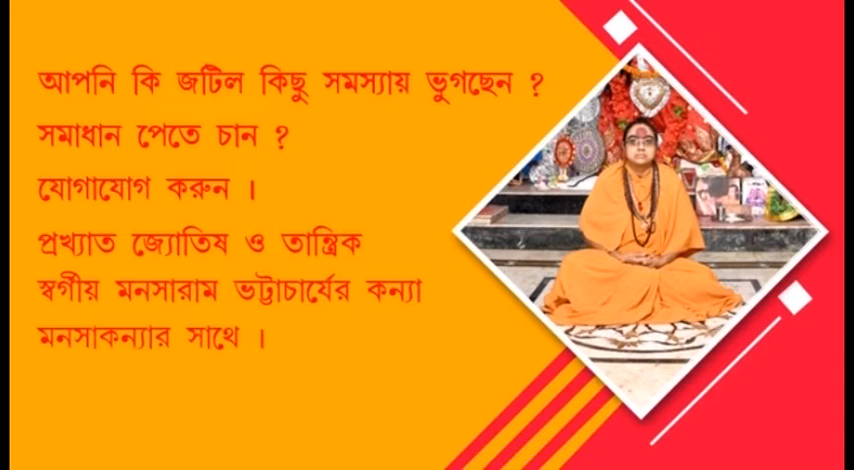 আপনি কি জটিল কিছু সমস্যায় ভুগছেন ?
সমাধান পেতে চান ?
যোগাযোগ করুন ।
প্রখ্যাত জ্যোতিষ ও তান্ত্রিক
স্বর্গীয় মনসারাম ভট্টাচার্যের কন্যা
মনসাকন্যার সাথে ।